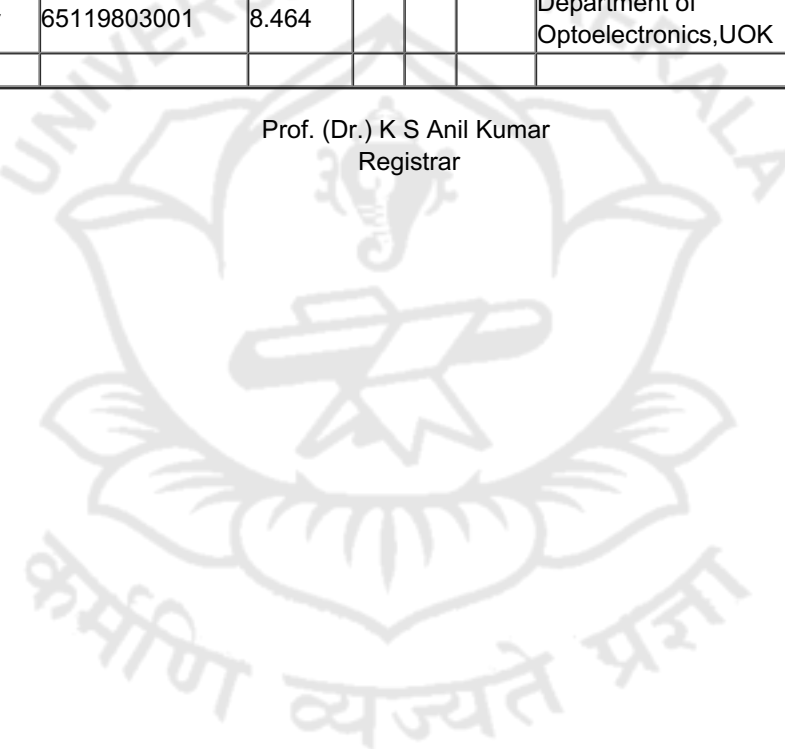 65119803001 8.464 Department of
Optoelectronics,UOK
Prof. (Dr.) K S Anil Kumar
Registrar
कर्मणि व्यज्यते प्रज्ञा